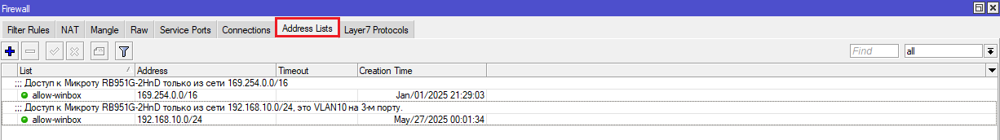 Firewall
Filter Rules NAT Mangle Raw Service Ports Connections Address Lists Layer7 Protocols
Find all
List Address Timeout Creation Time
;;; Доступ к Микроту RB951G-2HnD только из сети 169.254.0.0/16
allow-winbox 169.254.0.0/16 Jan/01/2025 21:29:03
;;; Доступ к Микроту RB951G-2HnD только из сети 192.168.10.0/24, это VLAN10 на 3-м порту.
allow-winbox 192.168.10.0/24 May/27/2025 00:01:34